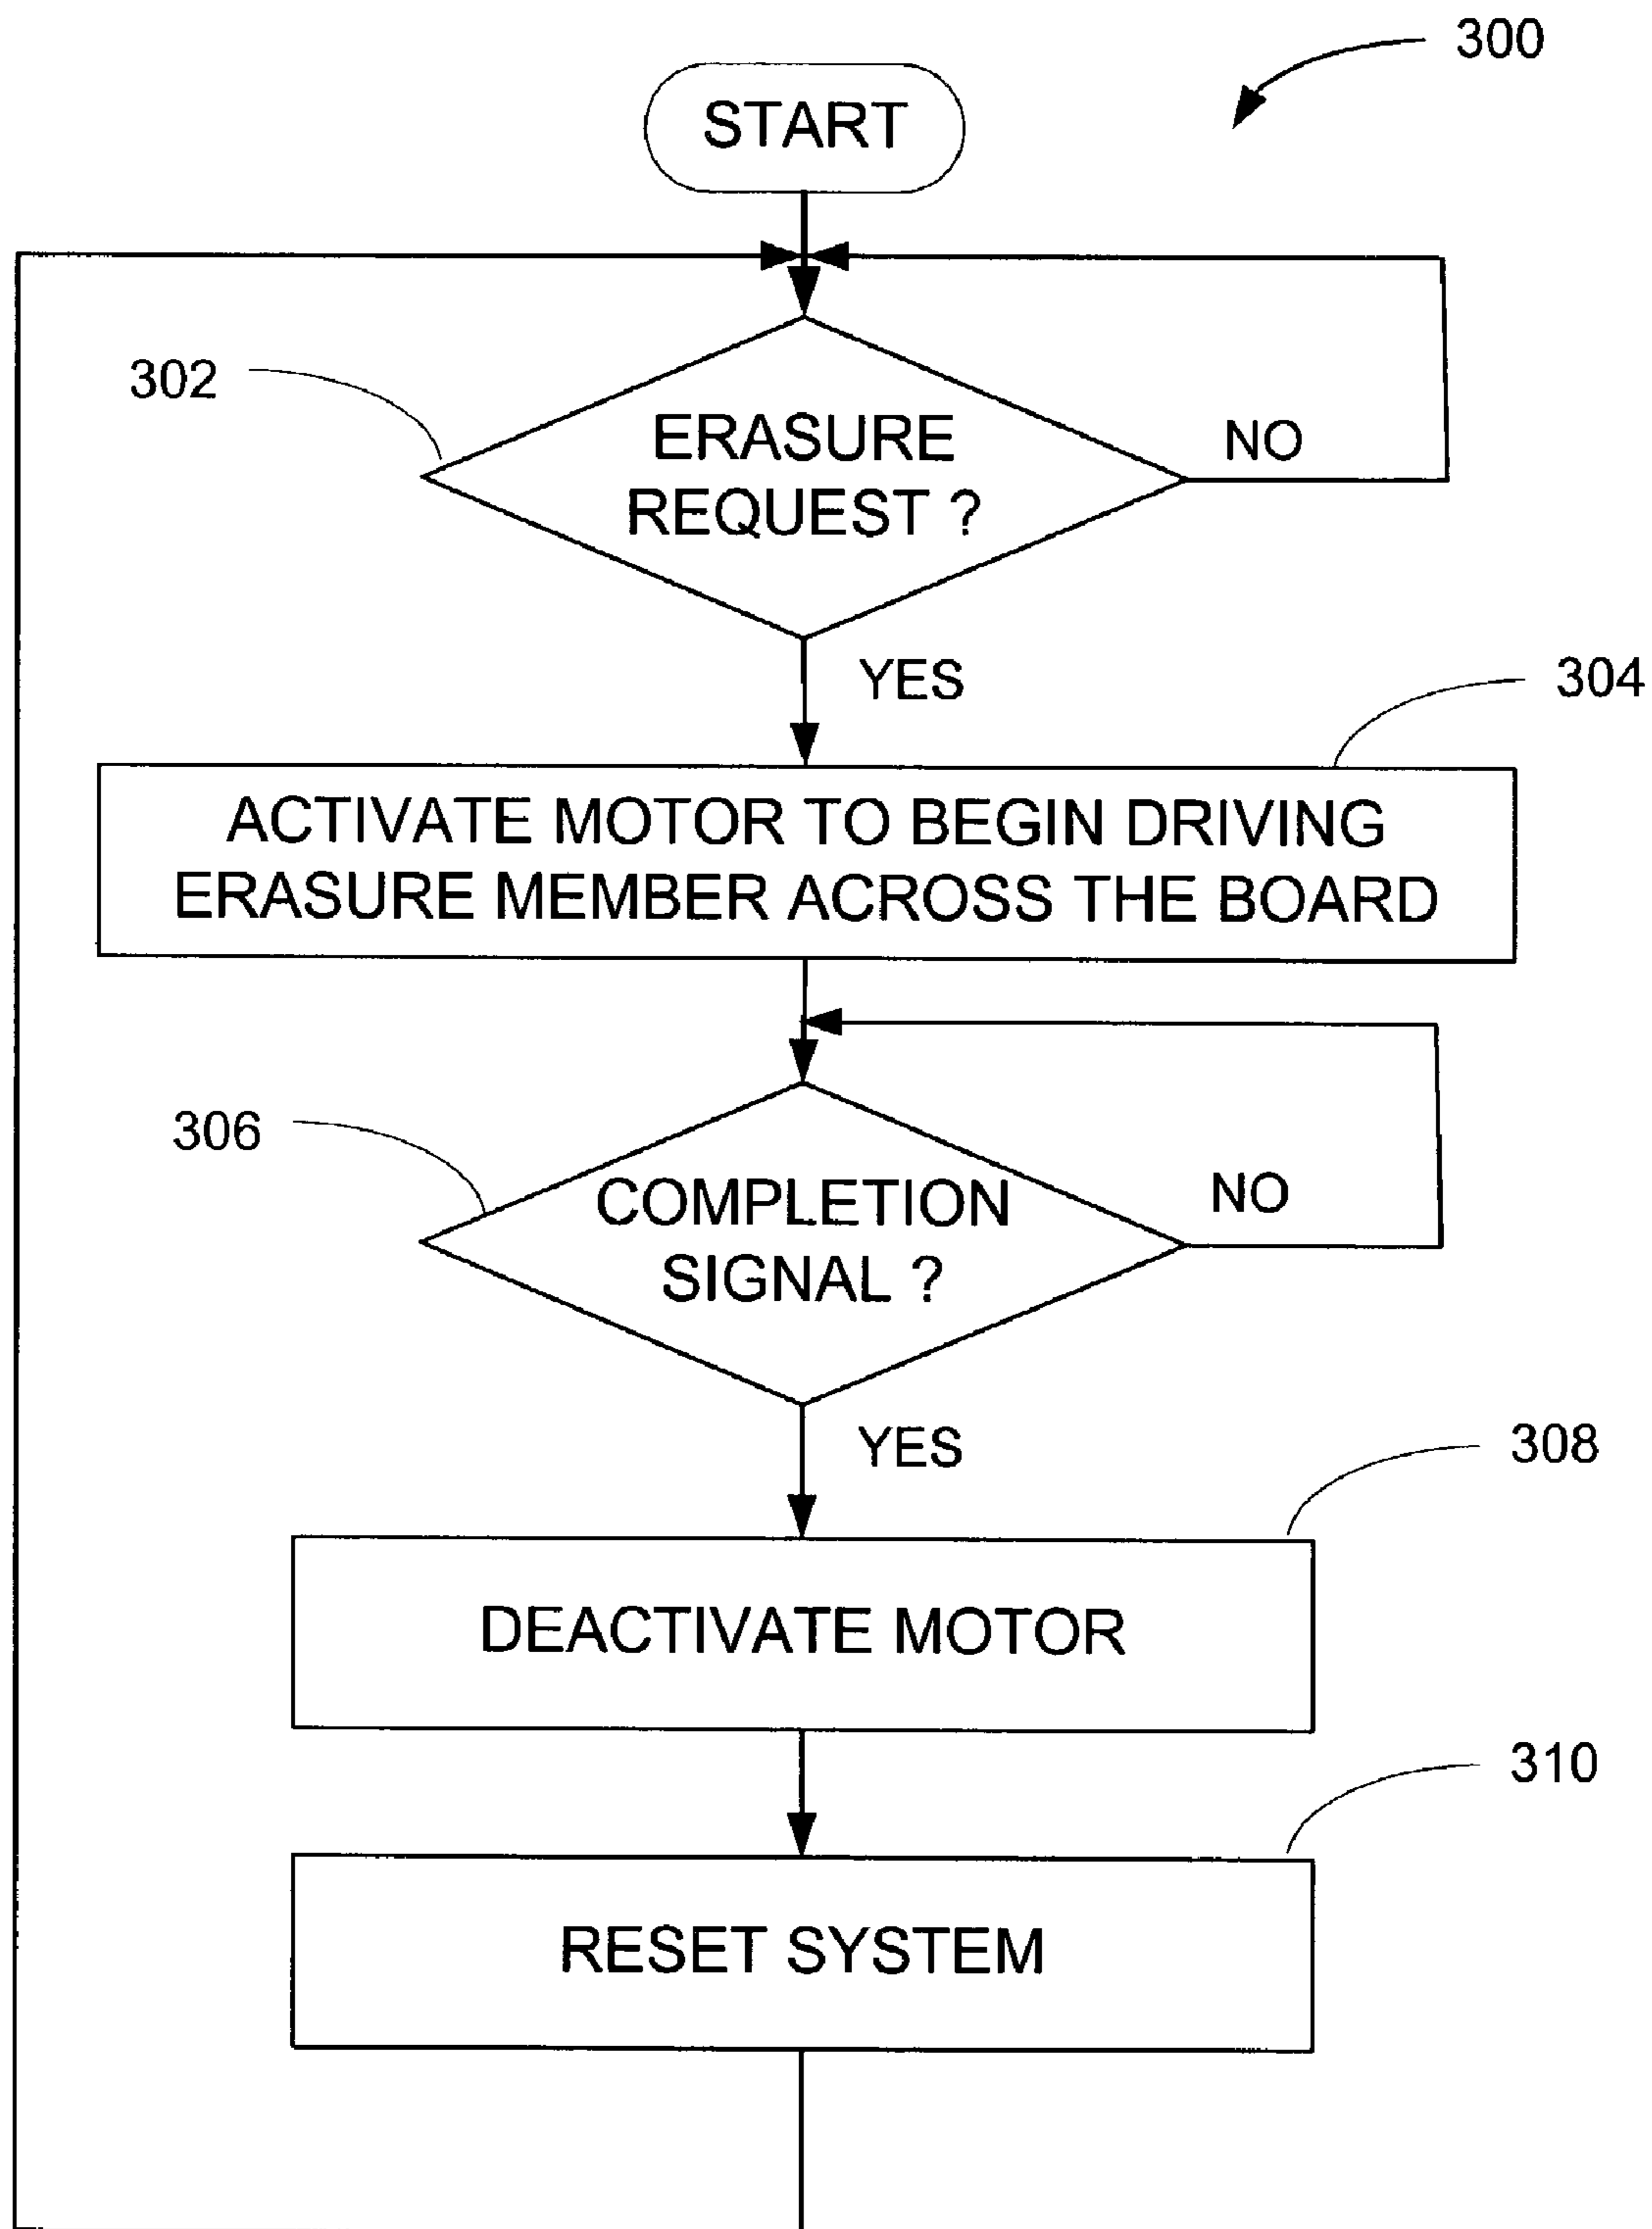 300
START
302
ERASURE
REQUEST ?
NO
YES
304
ACTIVATE MOTOR TO BEGIN DRIVING
ERASURE MEMBER ACROSS THE BOARD
306
COMPLETION
SIGNAL ?
NO
YES
308
DEACTIVATE MOTOR
310
RESET SYSTEM